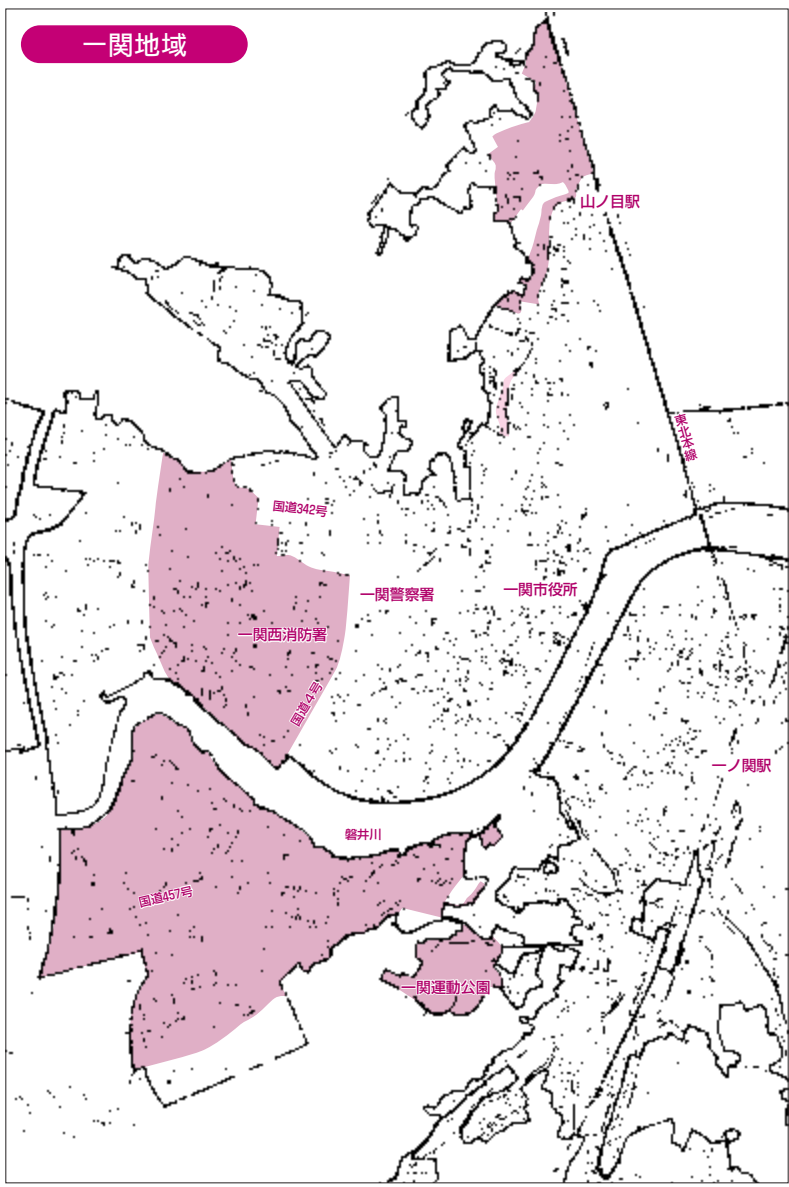 一関地域
山ノ目駅
東北本線
国道342号
一関警察署
一関市役所
一関西消防署
国道4号
一ノ関駅
磐井川
国道457号
一関運動公園